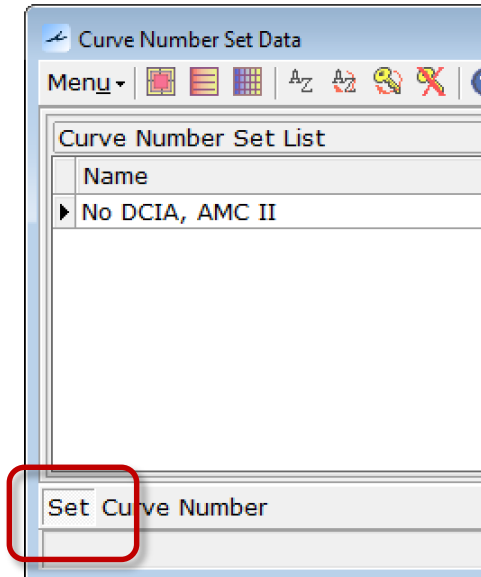 Curve Number Set Data
Menu
Curve Number Set List
Name
No DCIA, AMC II
Set Curve Number